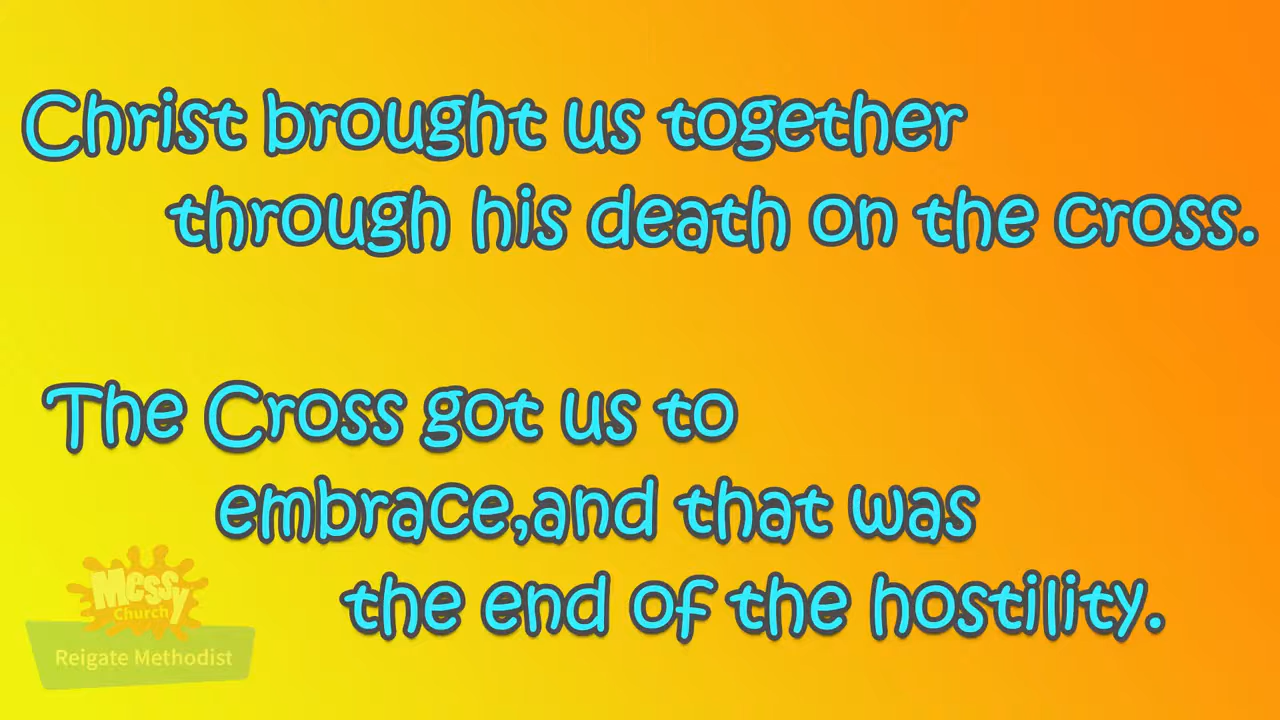 Christ brought us together
through his death on the cross.
The Cross got us to
embrace,and that was
the end of the hostility.
Messy
Church
Reigate Methodist